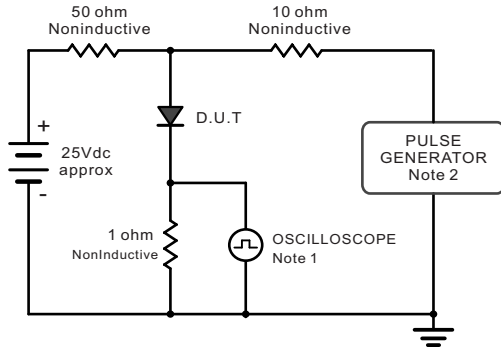 50 ohm
Noninductive
10 ohm
Noninductive
D.U.T
+
25Vdc
approx
-
PULSE
GENERATOR
Note 2
1 ohm
NonInductive
OSCILLOSCOPE
Note 1